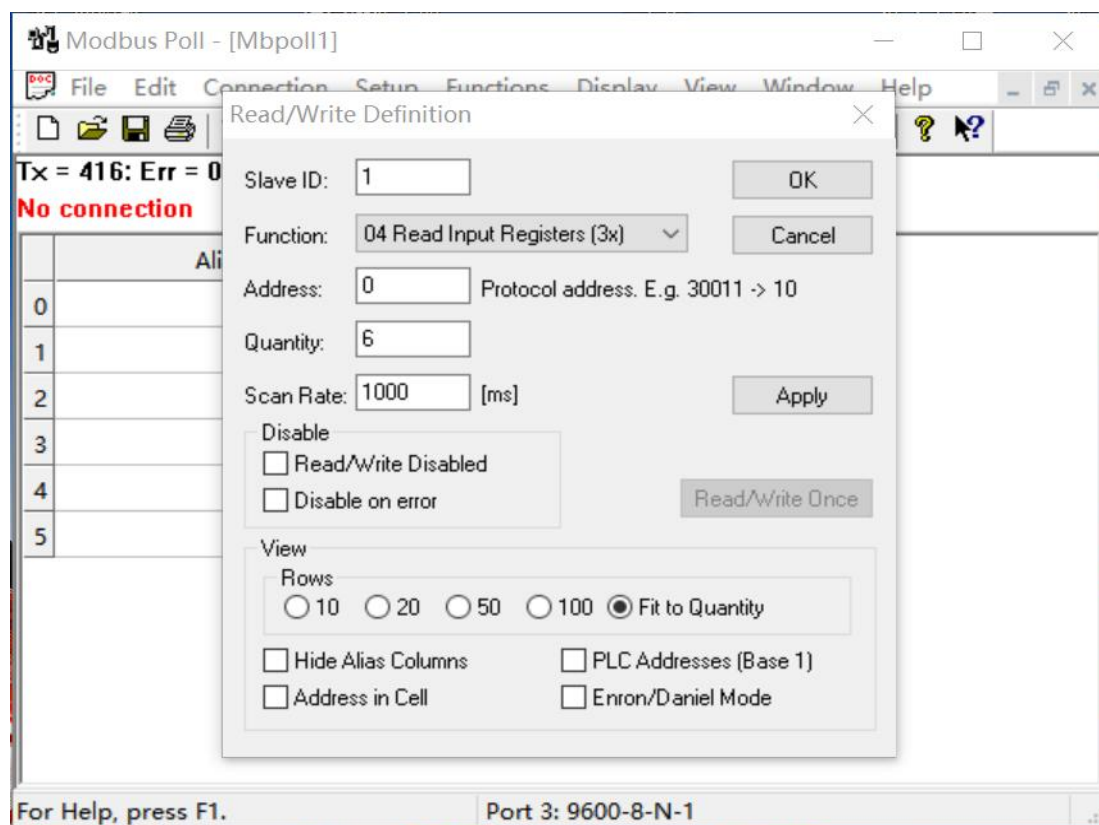 Modbus Poll - [Mbpoll1]
File Edit Connection Setup Functions Display View Window Help
Read/Write Definition
Tx = 416: Err = 0
No connection
Slave ID: 1
OK
Function: 04 Read Input Registers (3x)
Cancel
Address: 0 Protocol address. E.g. 30011 -> 10
Quantity: 6
Scan Rate: 1000 [ms]
Apply
Disable
Read/Write Disabled
Disable on error
Read/Write Once
View
Rows
10 20 50 100 Fit to Quantity
Hide Alias Columns PLC Addresses (Base 1)
Address in Cell Enron/Daniel Mode
Ali
0
1
2
3
4
5
For Help, press F1. Port 3: 9600-8-N-1